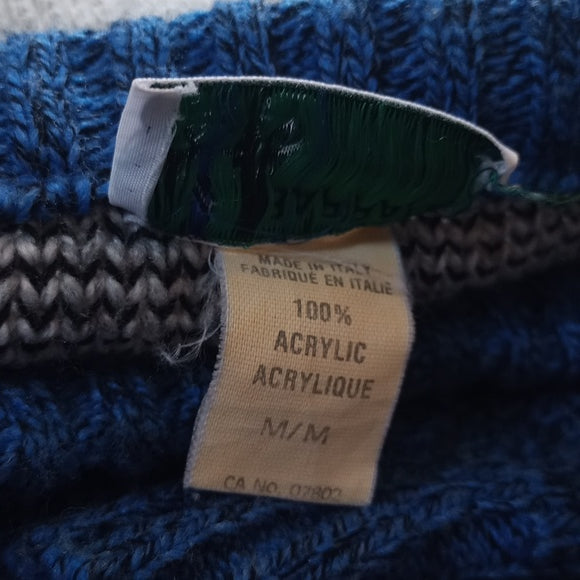 MADE IN ITALY
FABRIQUÉ EN ITALIE
100%
ACRYLIC
ACRYLIQUE
M/M
CA NO. 07802